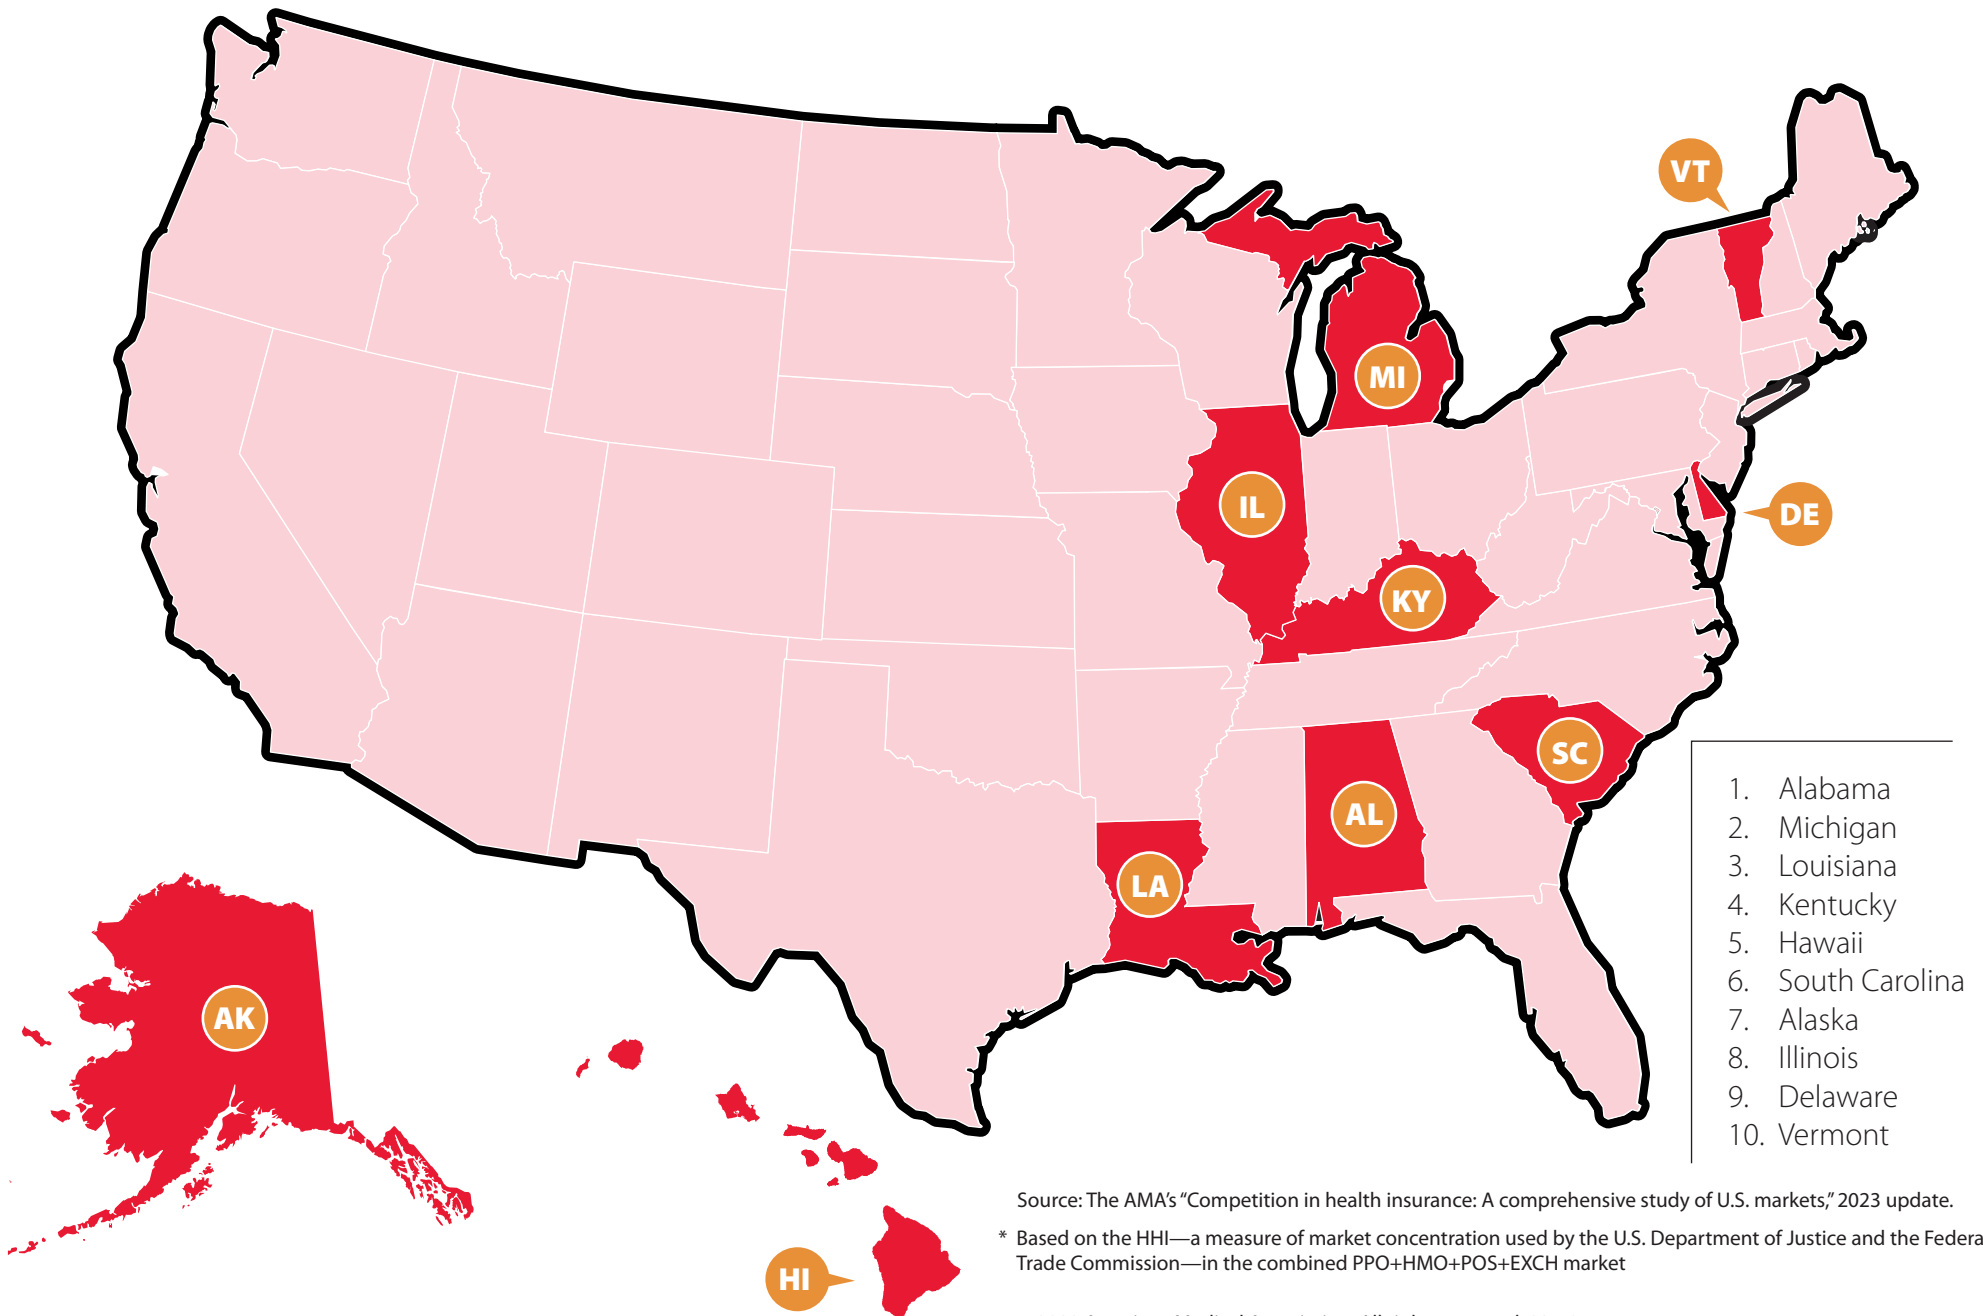 VT
MI
IL
DE
KY
SC
AL
LA
AK
HI
1. Alabama
2. Michigan
3. Louisiana
4. Kentucky
5. Hawaii
6. South Carolina
7. Alaska
8. Illinois
9. Delaware
10. Vermont
Source: The AMA’s “Competition in health insurance: A comprehensive study of U.S. markets,” 2023 update.
* Based on the HHI—a measure of market concentration used by the U.S. Department of Justice and the Federa
Trade Commission—in the combined PPO+HMO+POS+EXCH market